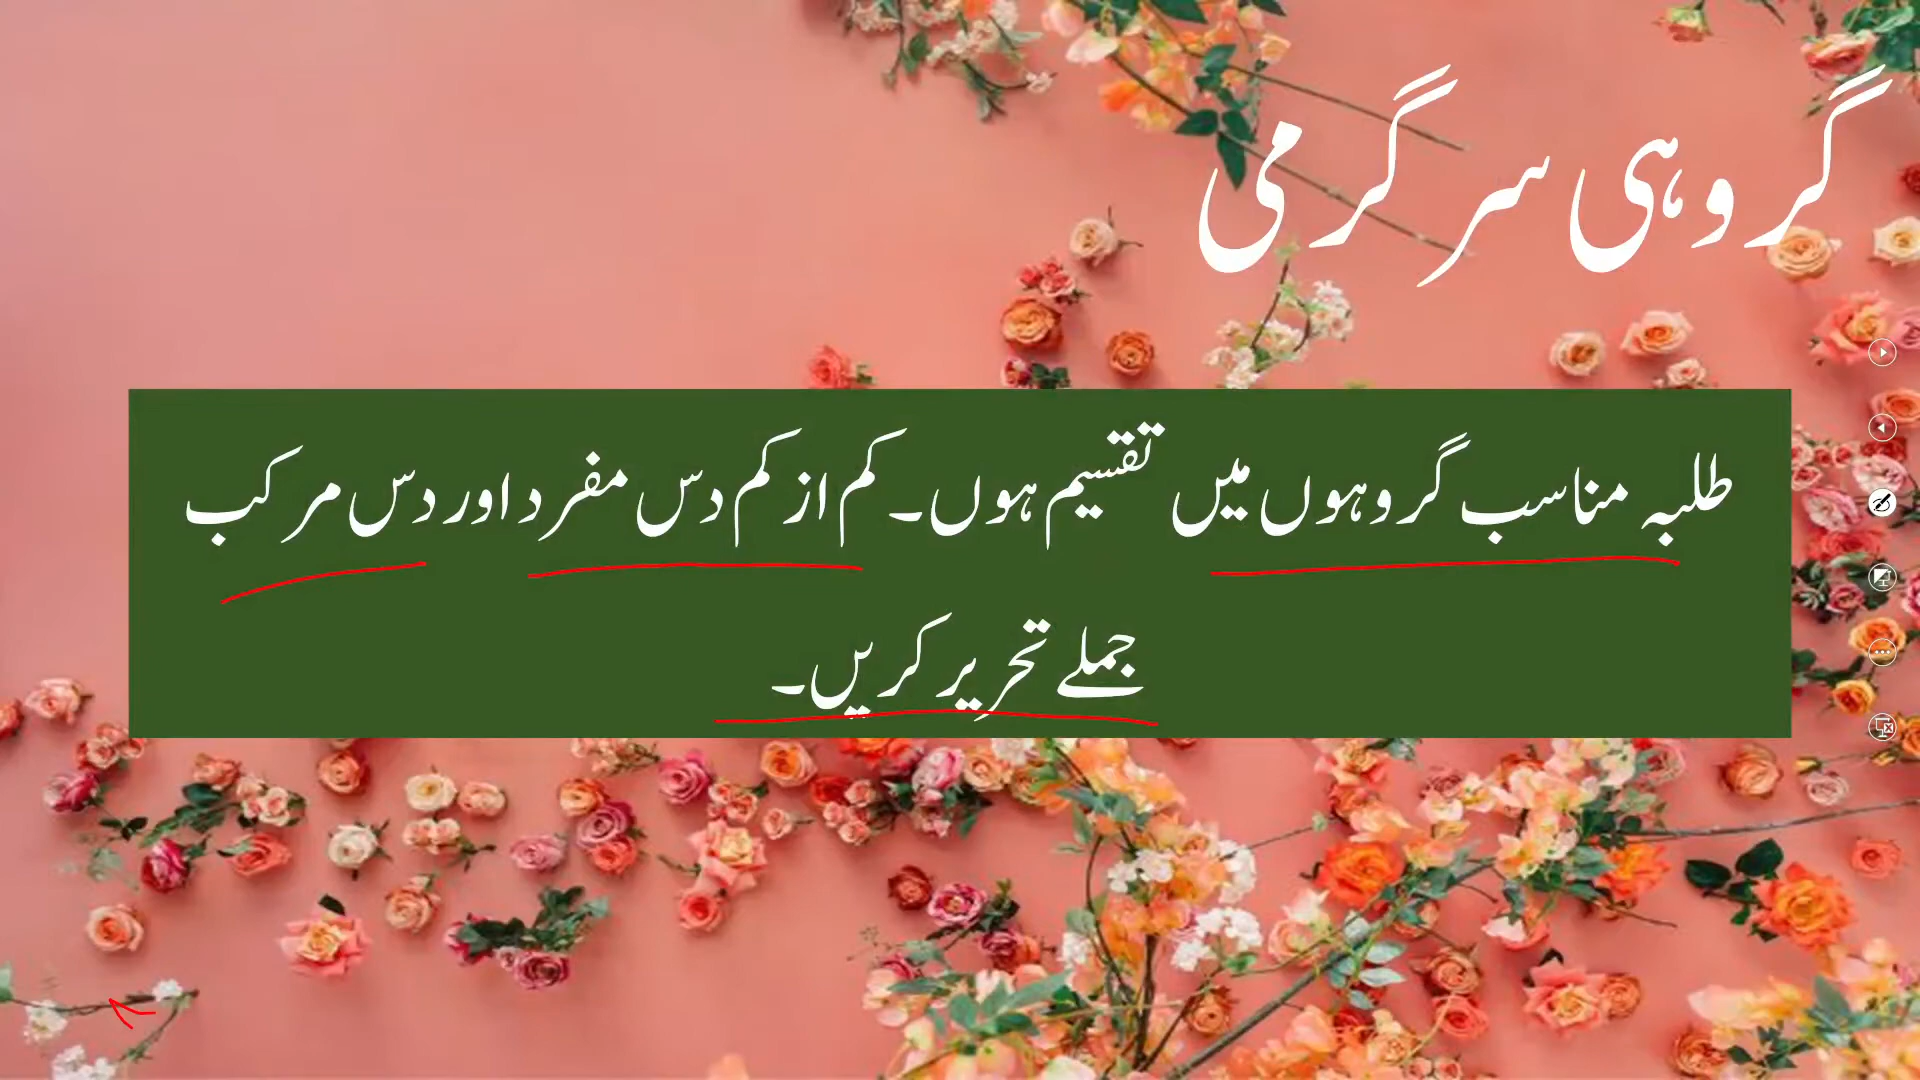 گروہی سرگرمی
طلبہ مناسب گروہوں میں تقسیم ہوں۔ کم از کم دس مفرد اور دس مرکب
جملے تحریر کریں۔